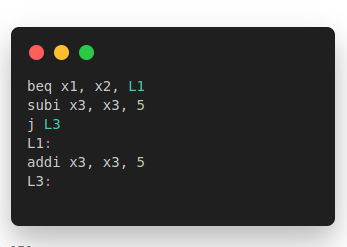 beq x1, x2, L1
subi x3, x3, 5
j L3
L1:
addi x3, x3, 5
L3: